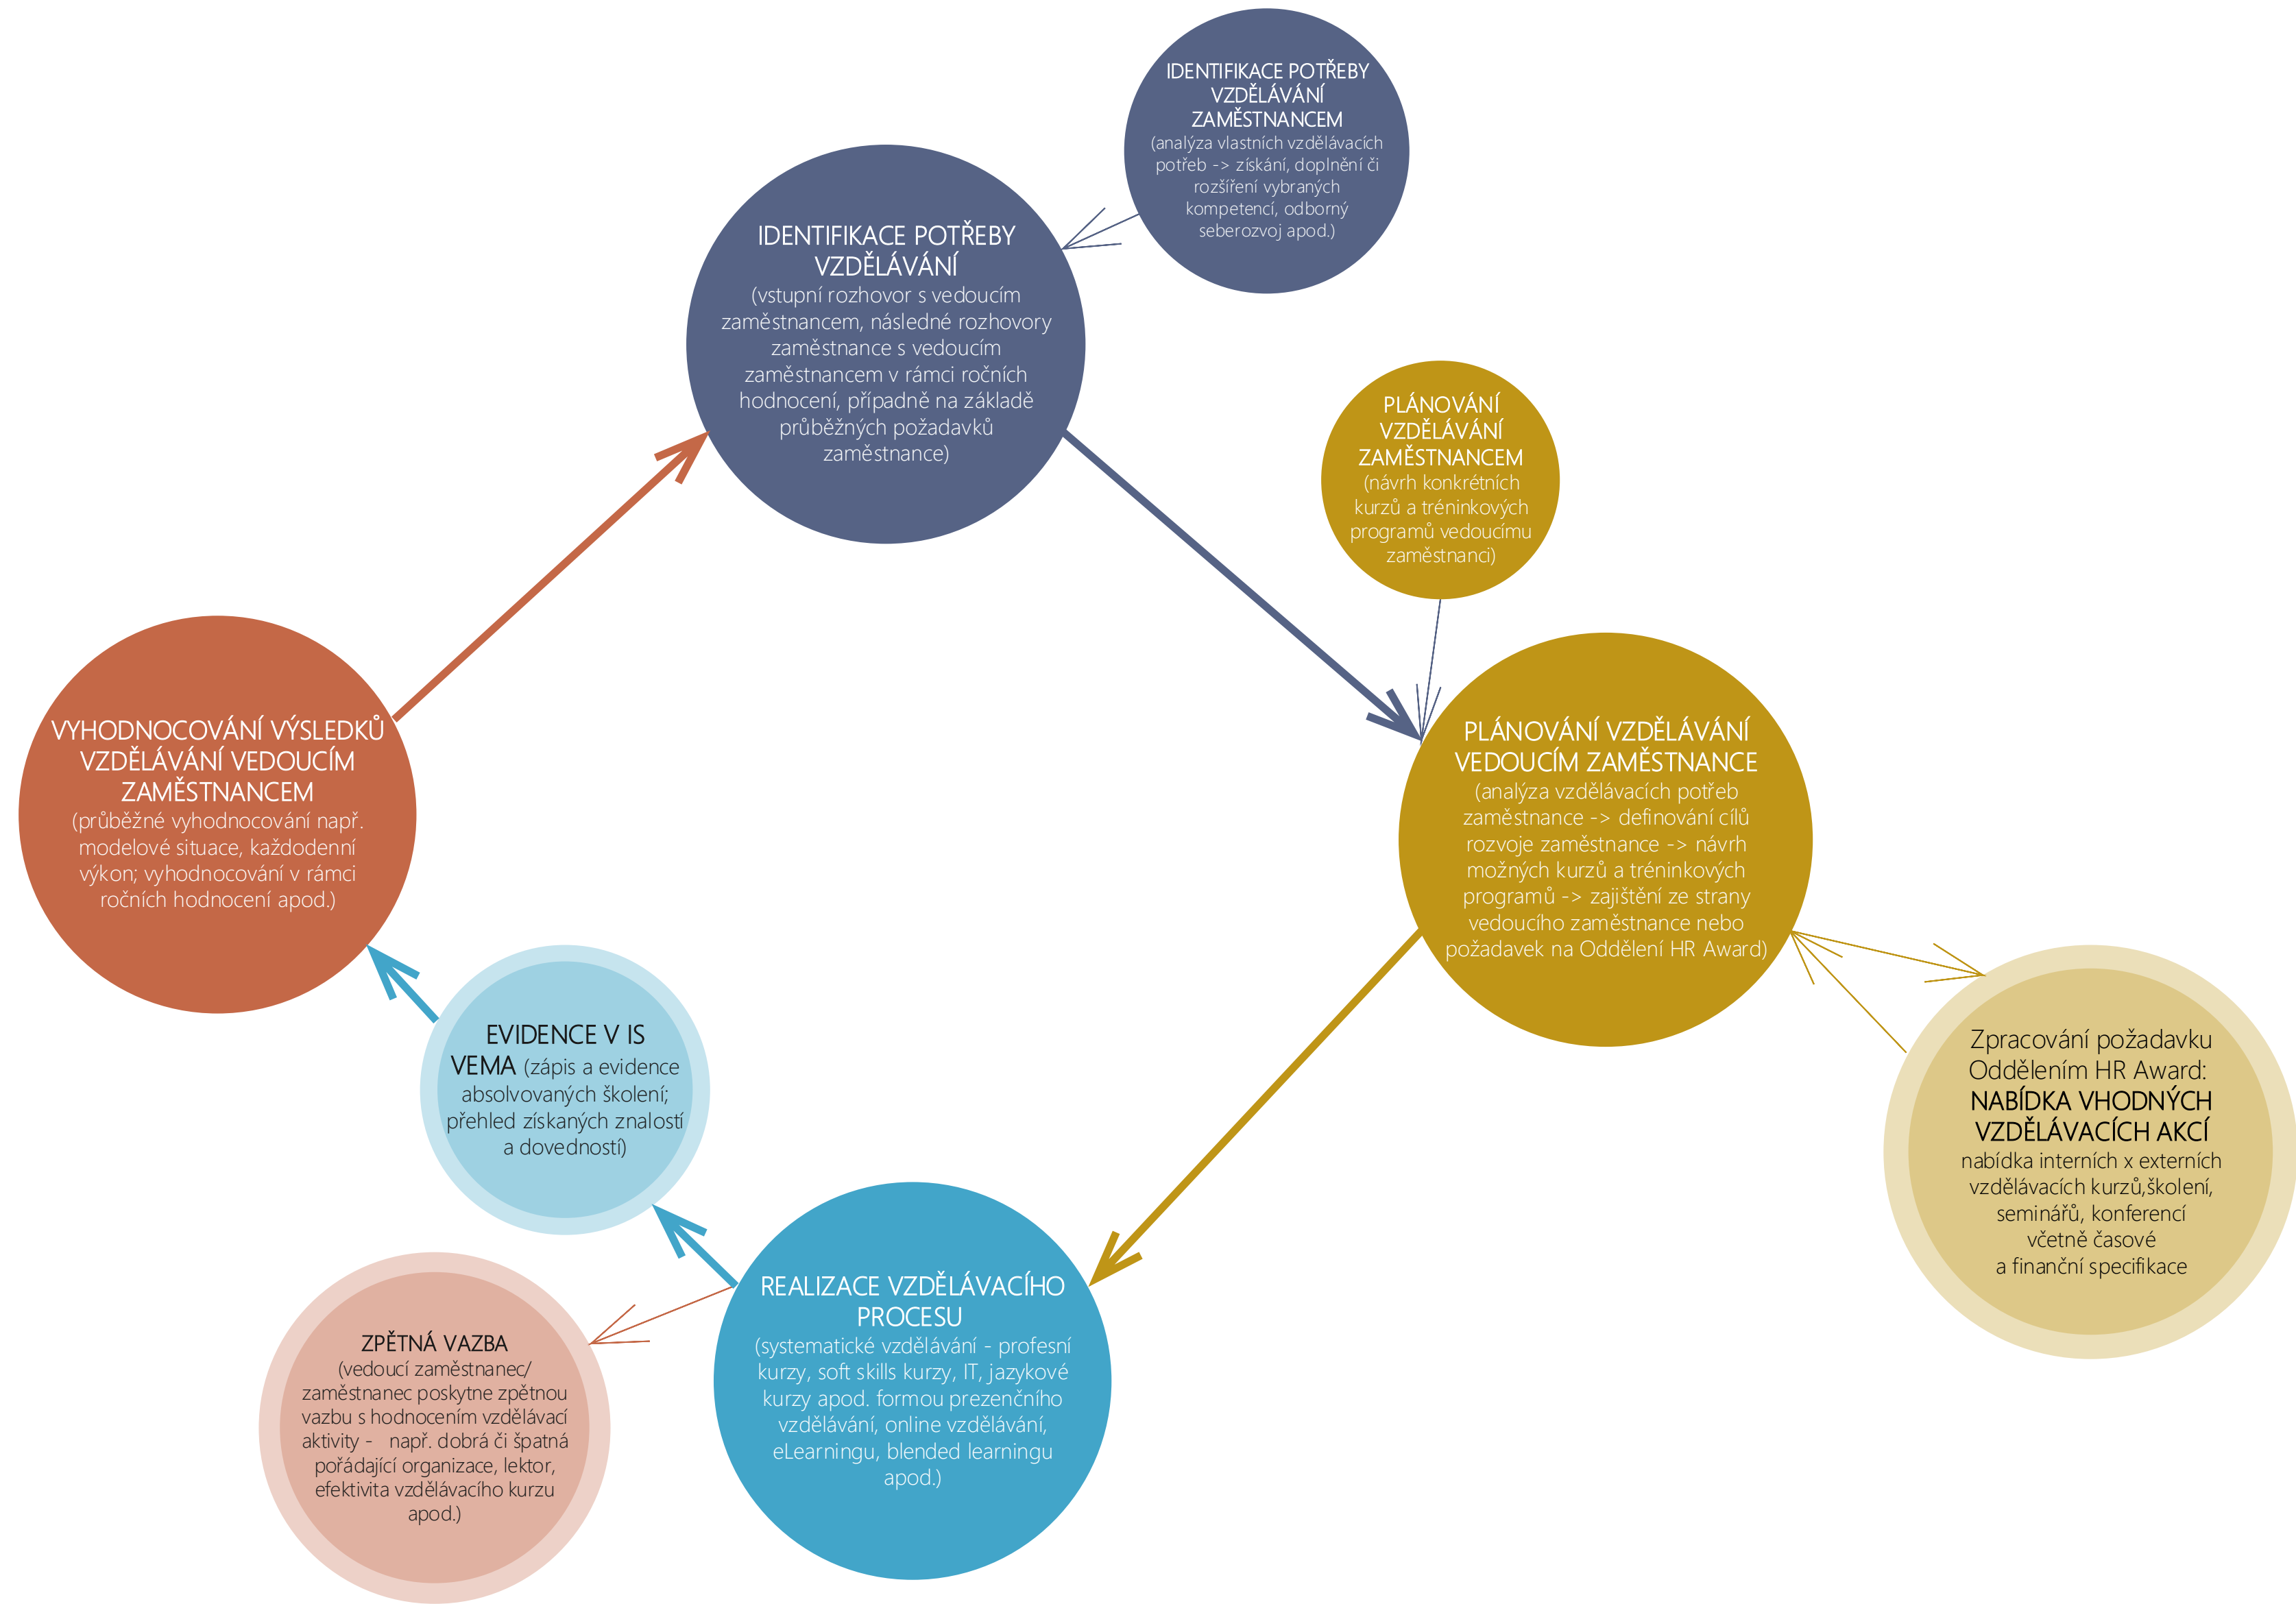 IDENTIFIKACE POTŘEBY
VZDĚLÁVÁNÍ
ZAMĚSTNANCEM
(analýza vlastních vzdělávacích
potřeb -> získání, doplnění či
rozšíření vybraných
kompetencí, odborný
seberozvoj apod.)
IDENTIFIKACE POTŘEBY
VZDĚLÁVÁNÍ
(vstupní rozhovor s vedoucím
zaměstnancem, následné rozhovory
zaměstnance s vedoucím
zaměstnancem v rámci ročních
hodnocení, případně na základě
průběžných požadavků
zaměstnance)
PLÁNOVÁNÍ
VZDĚLÁVÁNÍ
ZAMĚSTNANCEM
(návrh konkrétních
kurzů a tréninkových
programů vedoucímu
zaměstnanci)
PLÁNOVÁNÍ VZDĚLÁVÁNÍ
VEDOUCÍM ZAMĚSTNANCE
(analýza vzdělávacích potřeb
zaměstnance -> definování cílů
rozvoje zaměstnance -> návrh
možných kurzů a tréninkových
programů -> zajištění ze strany
vedoucího zaměstnance nebo
požadavek na Oddělení HR Award)
VYHODNOCOVÁNÍ VÝSLEDKŮ
VZDĚLÁVÁNÍ VEDOUCÍM
ZAMĚSTNANCEM
(průběžné vyhodnocování např.
modelové situace, každodenní
výkon; vyhodnocování v rámci
ročních hodnocení apod.)
EVIDENCE V IS
VEMA (zápis a evidence
absolvovaných školení;
přehled získaných znalostí
a dovedností)
Zpracování požadavku
Oddělením HR Award:
NABÍDKA VHODNÝCH
VZDĚLÁVACÍCH AKCÍ
nabídka interních x externích
vzdělávacích kurzů,školení,
seminářů, konferencí
včetně časové
a finanční specifikace
REALIZACE VZDĚLÁVACÍHO
PROCESU
(systematické vzdělávání - profesní
kurzy, soft skills kurzy, IT, jazykové
kurzy apod. formou prezenčního
vzdělávání, online vzdělávání,
eLearningu, blended learningu
apod.)
ZPĚTNÁ VAZBA
(vedoucí zaměstnanec/
zaměstnanec poskytne zpětnou
vazbu s hodnocením vzdělávací
aktivity - např. dobrá či špatná
pořádající organizace, lektor,
efektivita vzdělávacího kurzu
apod.)